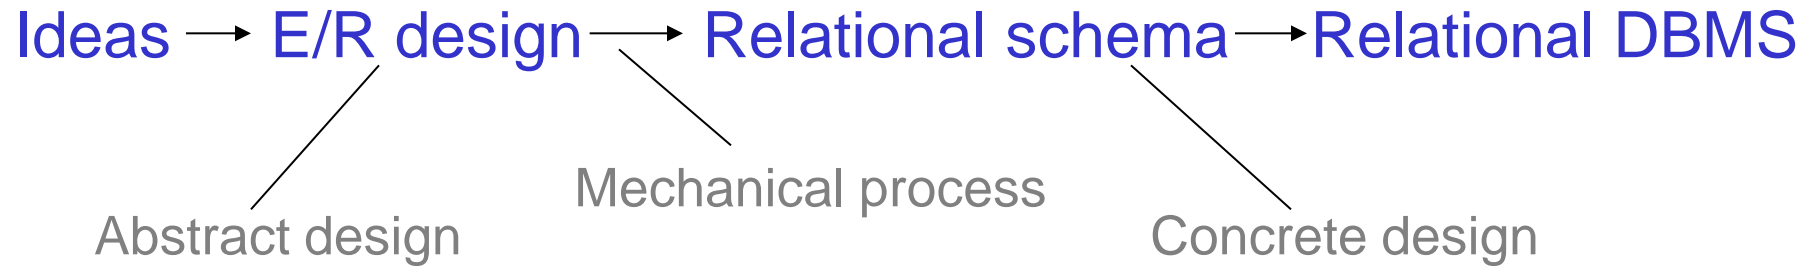 Ideas → E/R design → Relational schema → Relational DBMS
Mechanical process
Abstract design
Concrete design